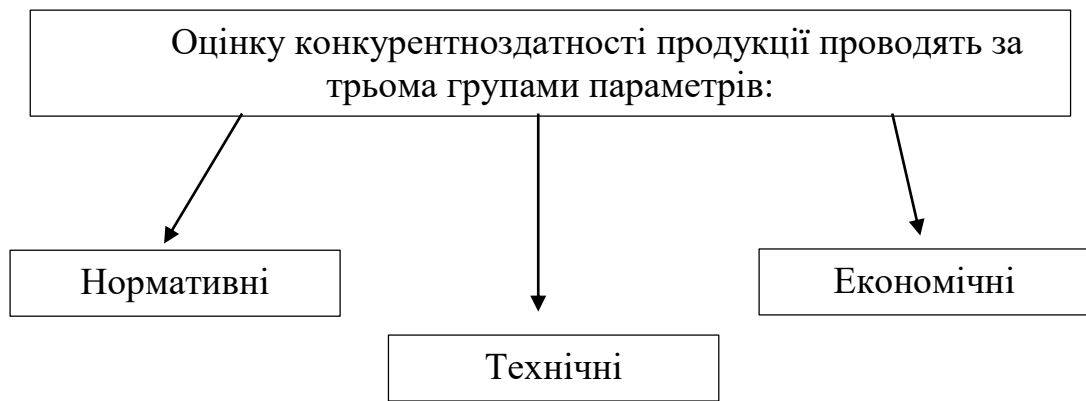 Оцінку конкурентноздатності продукції проводять за
трьома групами параметрів:
Нормативні
Економічні
Технічні